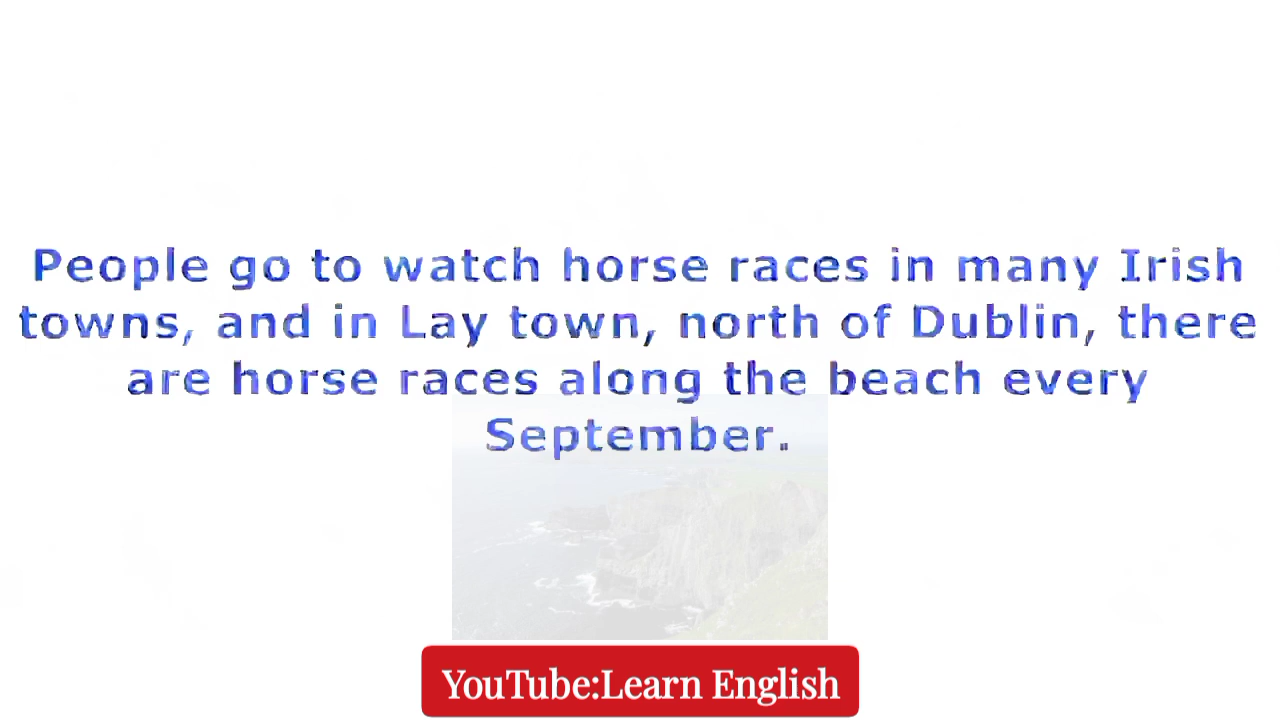 People go to watch horse races in many Irish
towns, and in Lay town, north of Dublin, there
are horse races along the beach every
September.
YouTube:Learn English